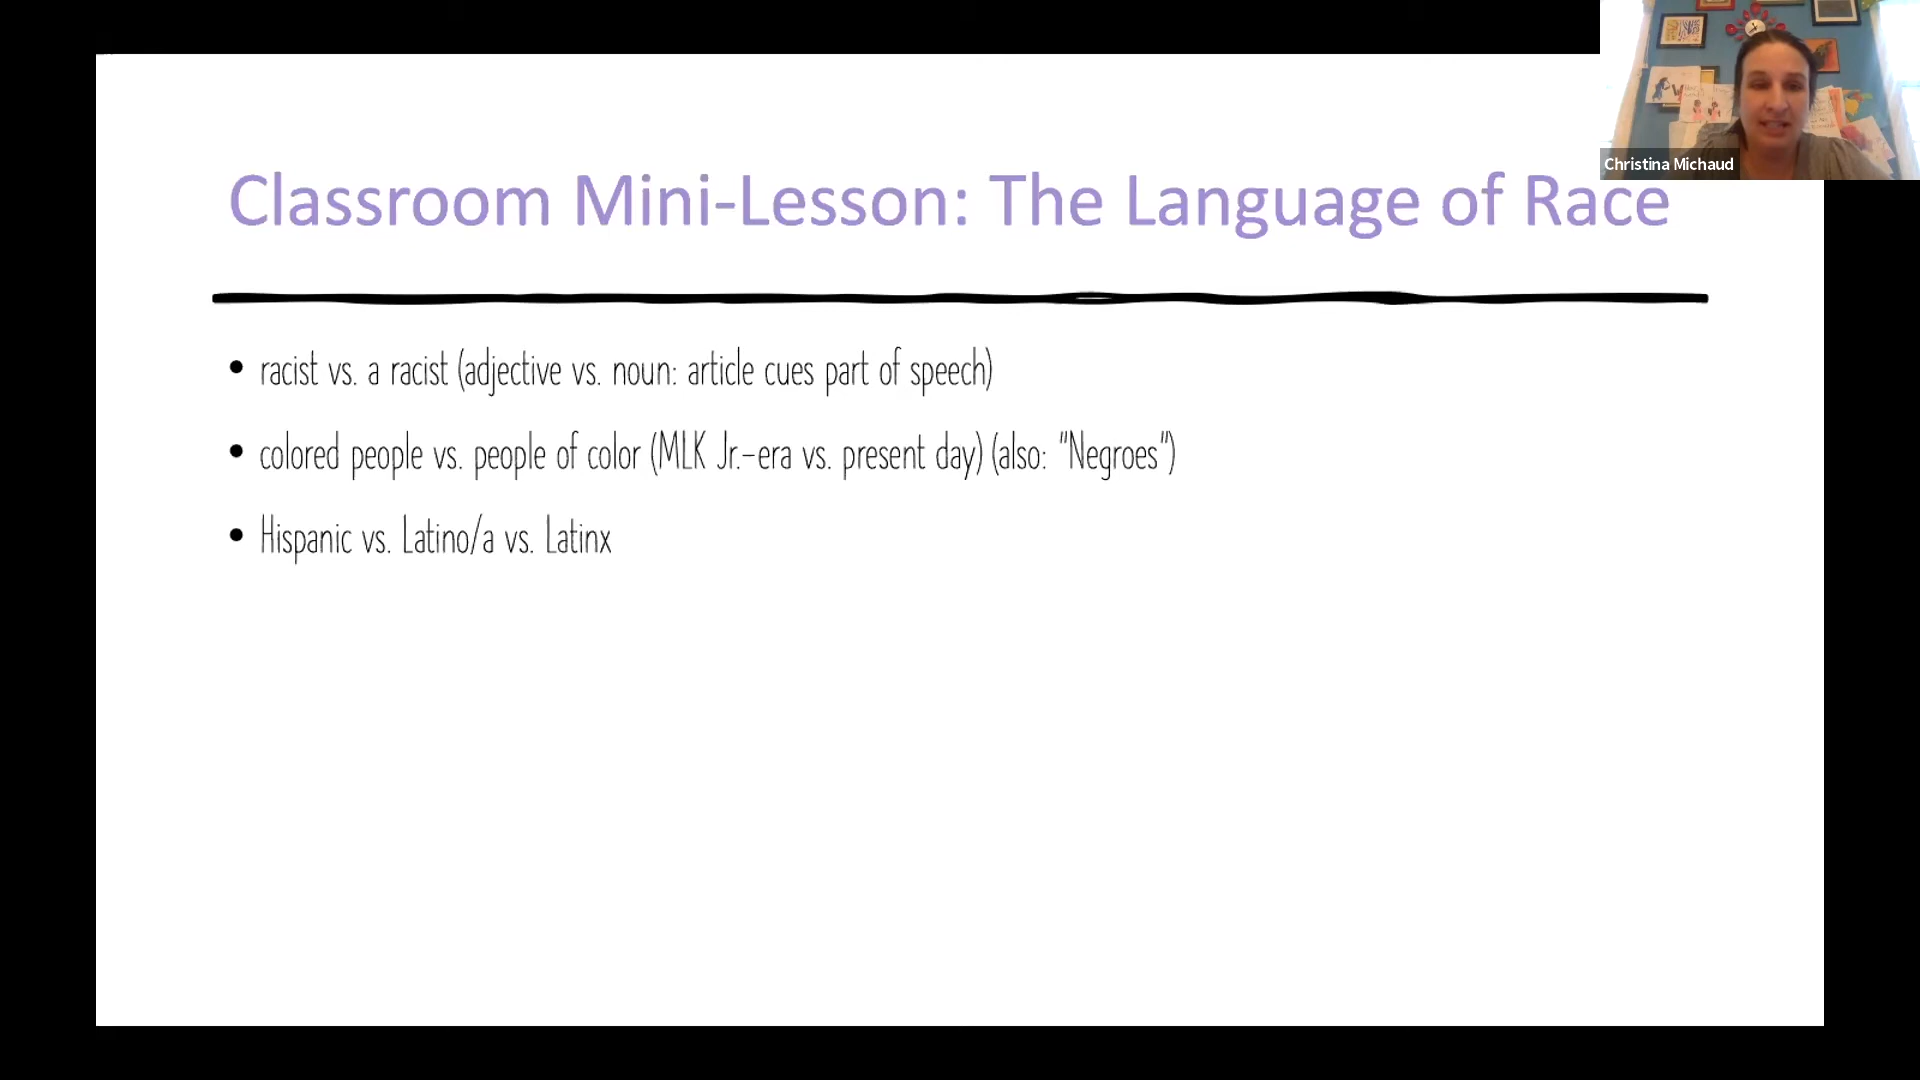 Classroom Mini-Lesson: The Language of Race
• racist vs. a racist (adjective vs. noun: article cues part of speech)
• colored people vs. people of color (MLK Jr.-era vs. present day) (also: "Negroes")
• Hispanic vs. Latino/a vs. Latinx
Christina Michaud